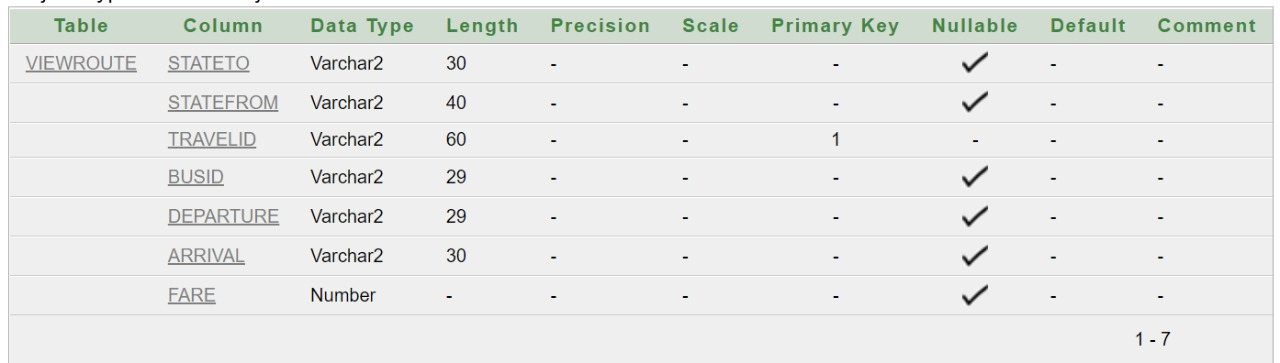 Table Column Data Type Length Precision Scale Primary Key Nullable Default Comment
VIEWROUTE STATETO Varchar2 30 - - - - -
STATEFROM Varchar2 40 - - - - -
TRAVELID Varchar2 60 - - 1 - - -
BUSID Varchar2 29 - - - - -
DEPARTURE Varchar2 29 - - - - -
ARRIVAL Varchar2 30 - - - - -
FARE Number - - - - - -
1 - 7